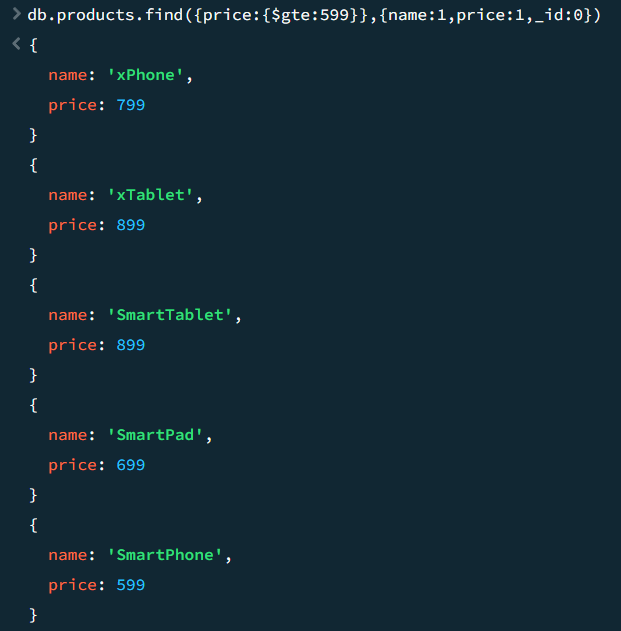 > db.products.find({price:{$gte:599}},{name:1,price:1,_id:0})
< {
name: 'xPhone',
price: 799
}
{
name: 'xTablet',
price: 899
}
{
name: 'SmartTablet',
price: 899
}
{
name: 'SmartPad',
price: 699
}
{
name: 'SmartPhone',
price: 599
}